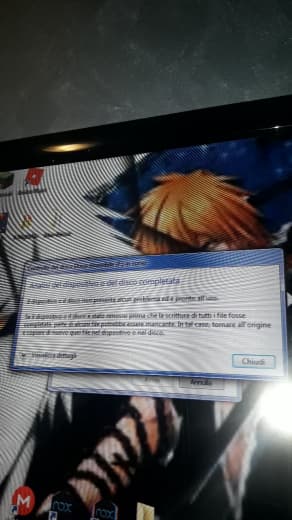 Analisi del dispositivo o del disco completata
Il dispositivo o il disco non presenta alcun problema ed è pronto all'uso.
Se il dispositivo o il disco è stato rimosso prima che la scrittura di tutti i file fosse
completata, parte di alcuni file potrebbe essere mancante. In tal caso, tornare all'origine
e copiare di nuovo quei file nel dispositivo o nel disco.
Visualizza dettagli
Chiudi
Annulla
M
nox
nox